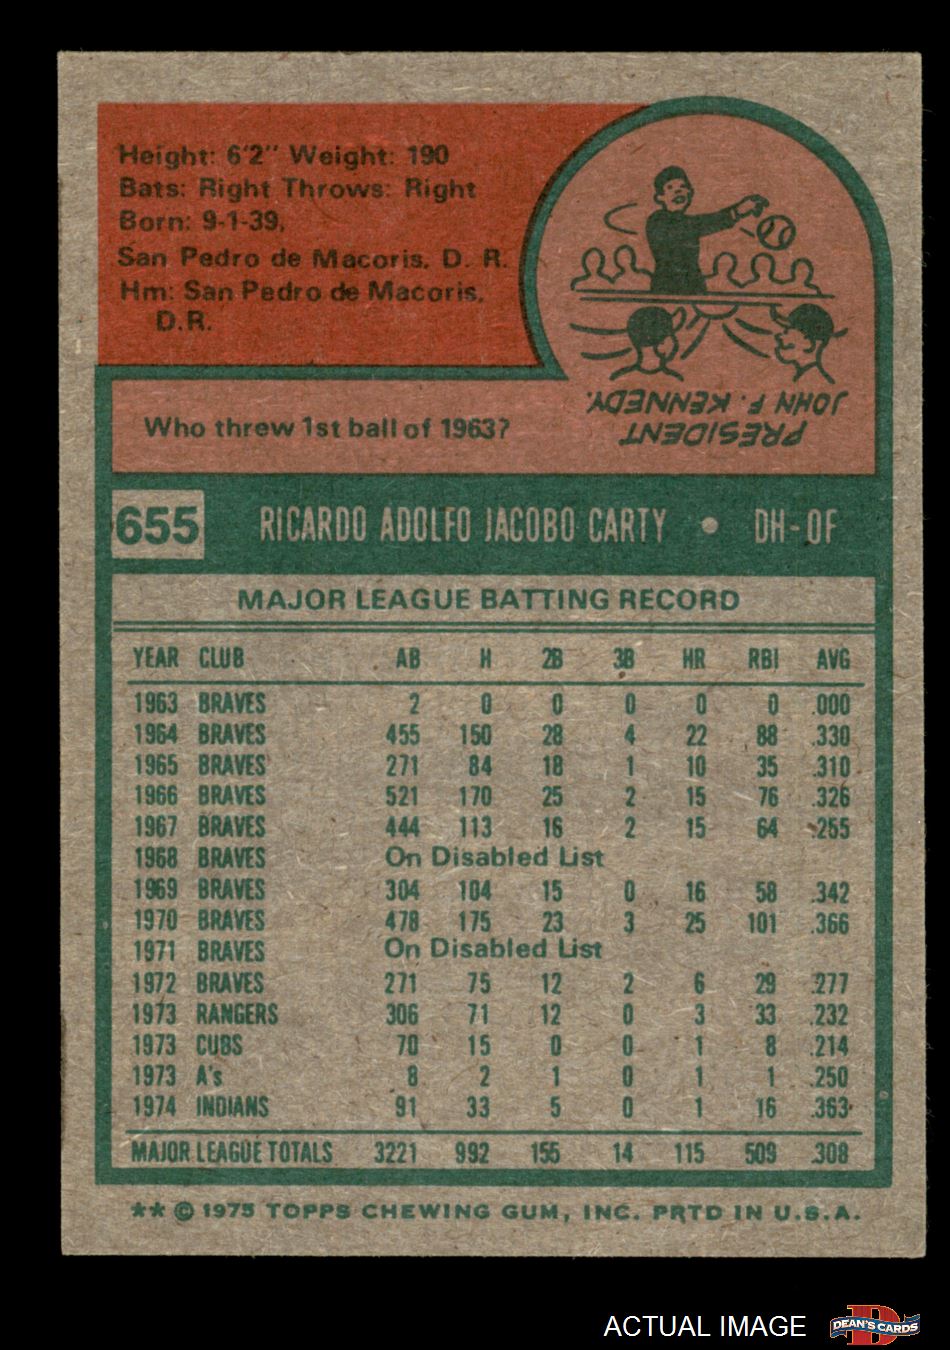 Height: 6'2" Weight: 190
Bats: Right Throws: Right
Born: 9-1-39,
San Pedro de Macoris, D. R.
Hm: San Pedro de Macoris,
D.R.
Who threw 1st ball of 1963?
PRESIDENT
JOHN F. KENNEDY.
655 RICARDO ADOLFO JACOBO CARTY • DH-OF
MAJOR LEAGUE BATTING RECORD
YEAR CLUB AB H 2B 3B HR RBI AVG
1963 BRAVES 2 0 0 0 0 0 .000
1964 BRAVES 455 150 28 4 22 88 .330
1965 BRAVES 271 84 18 1 10 35 .310
1966 BRAVES 521 170 25 2 15 76 .326
1967 BRAVES 444 113 16 2 15 64 .255
1968 BRAVES On Disabled List
1969 BRAVES 304 104 15 0 16 58 .342
1970 BRAVES 478 175 23 3 25 101 .366
1971 BRAVES On Disabled List
1972 BRAVES 271 75 12 2 6 29 .277
1973 RANGERS 306 71 12 0 3 33 .232
1973 CUBS 70 15 0 0 1 8 .214
1973 A's 8 2 1 0 1 1 .250
1974 INDIANS 91 33 5 0 1 16 .363
MAJOR LEAGUE TOTALS 3221 992 155 14 115 509 .308
** © 1975 TOPPS CHEWING GUM, INC. PRTD IN U.S.A.
ACTUAL IMAGE
D
DEAN'S CARDS